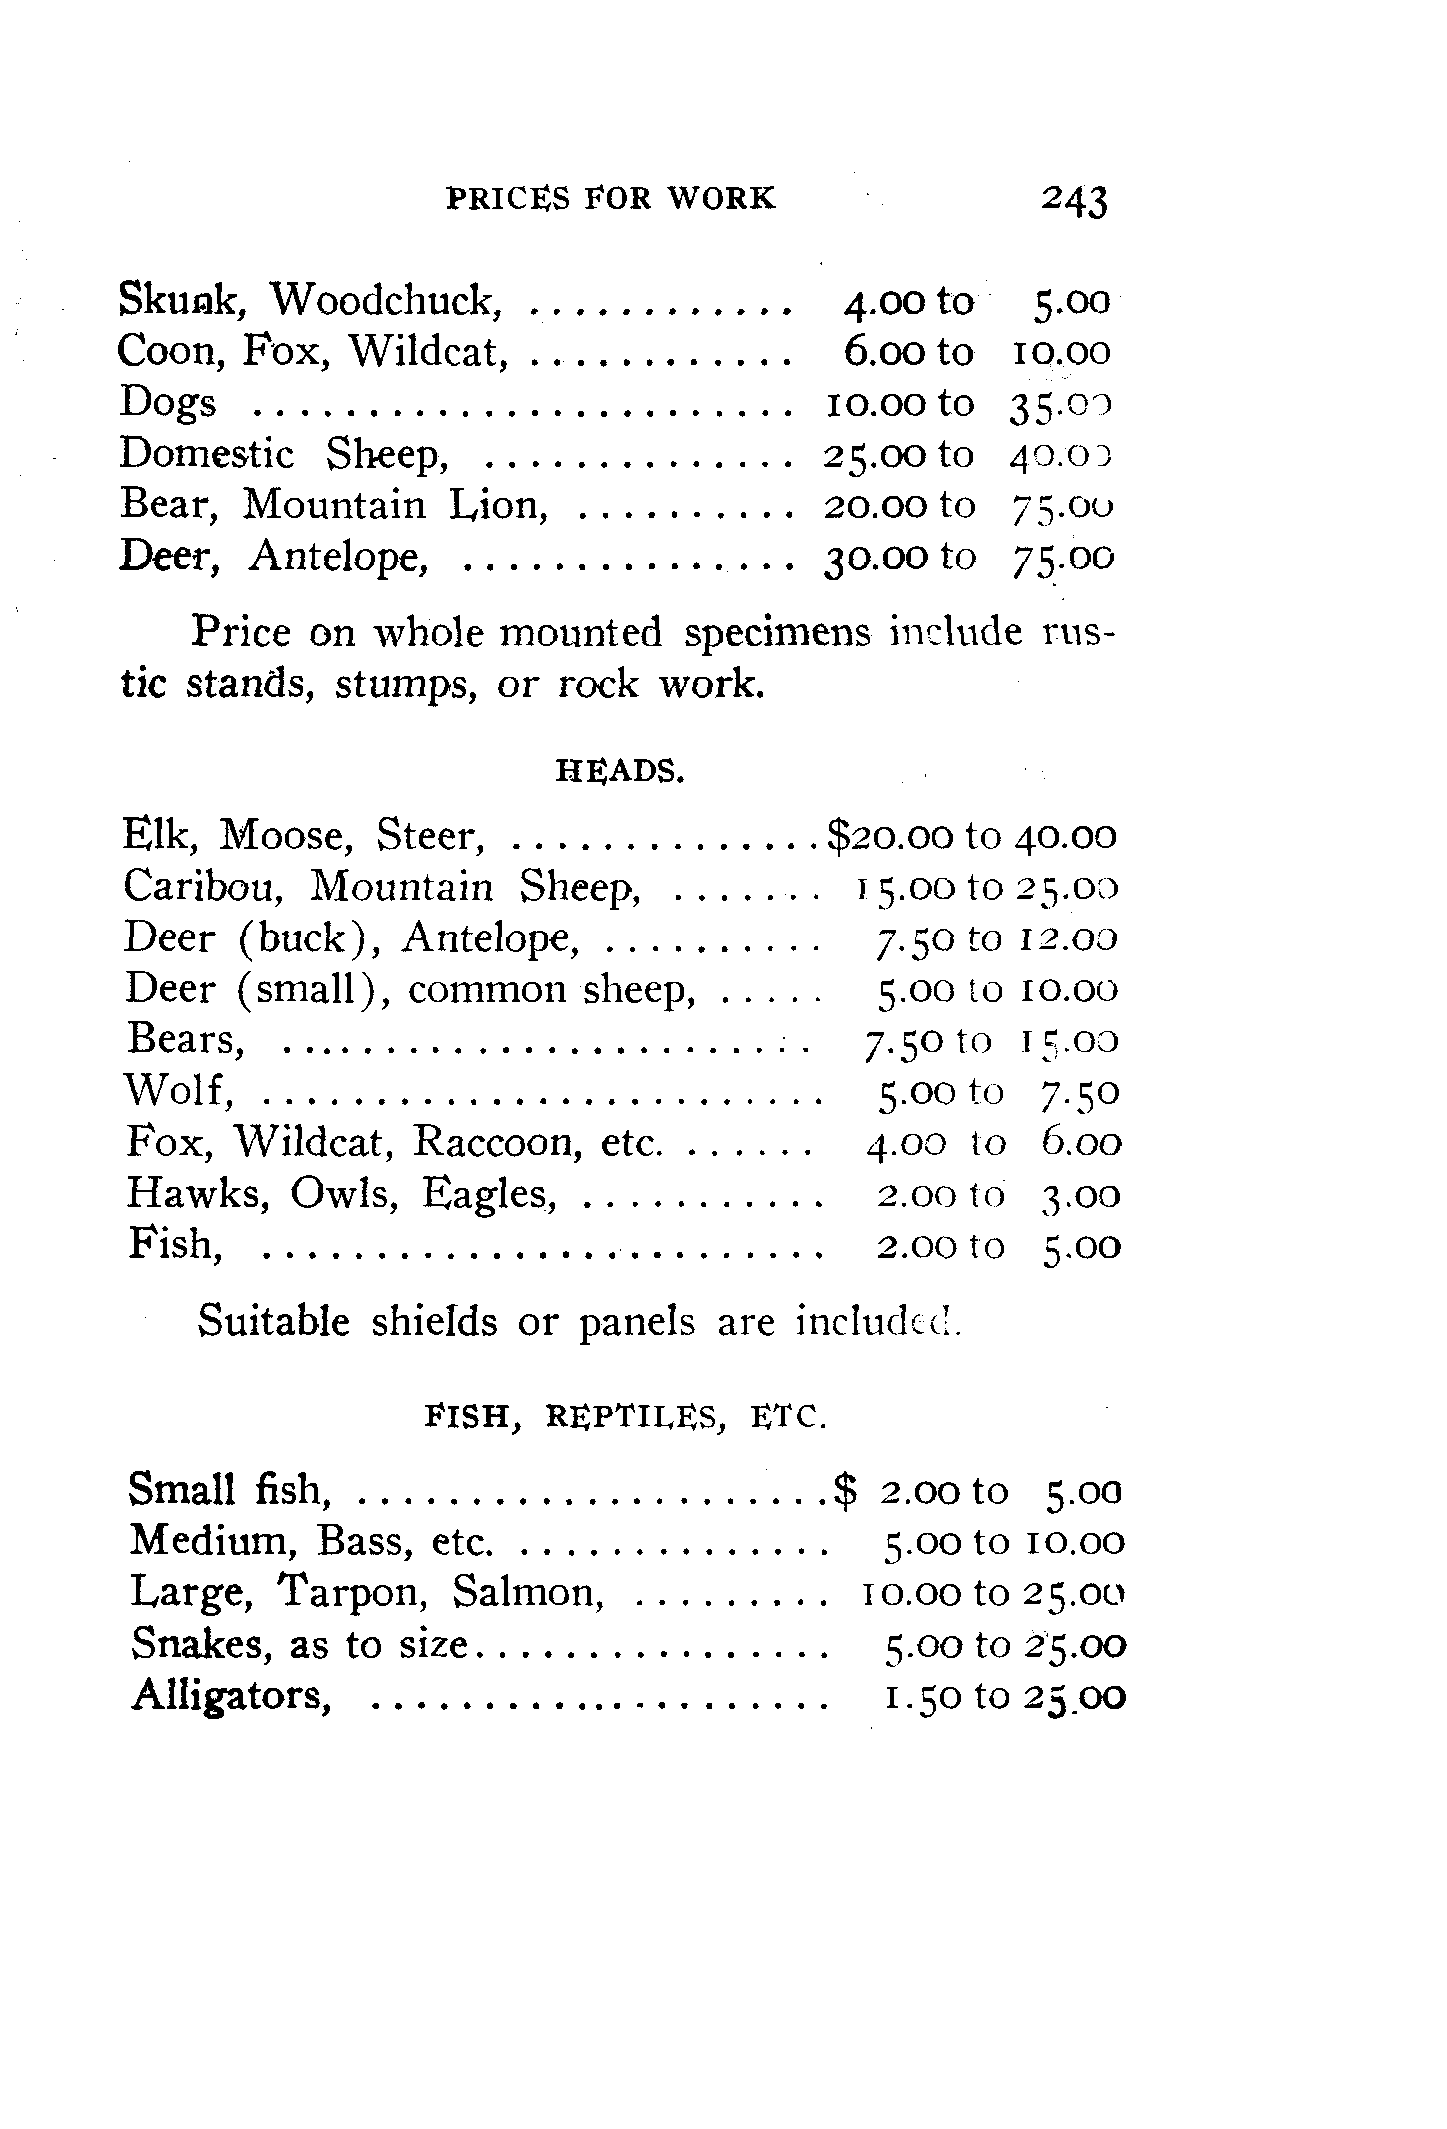 PRICES FOR WORK 243
Skunk, Woodchuck, ............ 4.00 to 5.00
Coon, Fox, Wildcat, ............ 6.00 to 10.00
Dogs ........................ 10.00 to 35.00
Domestic Sheep, .............. 25.00 to 40.00
Bear, Mountain Lion, .......... 20.00 to 75.00
Deer, Antelope, ............... 30.00 to 75.00
Price on whole mounted specimens include rus-
tic stands, stumps, or rock work.
HEADS.
Elk, Moose, Steer, ..............$20.00 to 40.00
Caribou, Mountain Sheep, ....... 15.00 to 25.00
Deer (buck), Antelope, .......... 7.50 to 12.00
Deer (small), common sheep, ..... 5.00 to 10.00
Bears, ........................ 7.50 to 15.00
Wolf, ......................... 5.00 to 7.50
Fox, Wildcat, Raccoon, etc. ...... 4.00 to 6.00
Hawks, Owls, Eagles, ........... 2.00 to 3.00
Fish, ......................... 2.00 to 5.00
Suitable shields or panels are included.
FISH, REPTILES, ETC.
Small fish, .....................$ 2.00 to 5.00
Medium, Bass, etc. .............. 5.00 to 10.00
Large, Tarpon, Salmon, ......... 10.00 to 25.00
Snakes, as to size................ 5.00 to 25.00
Alligators, ..................... 1.50 to 25.00